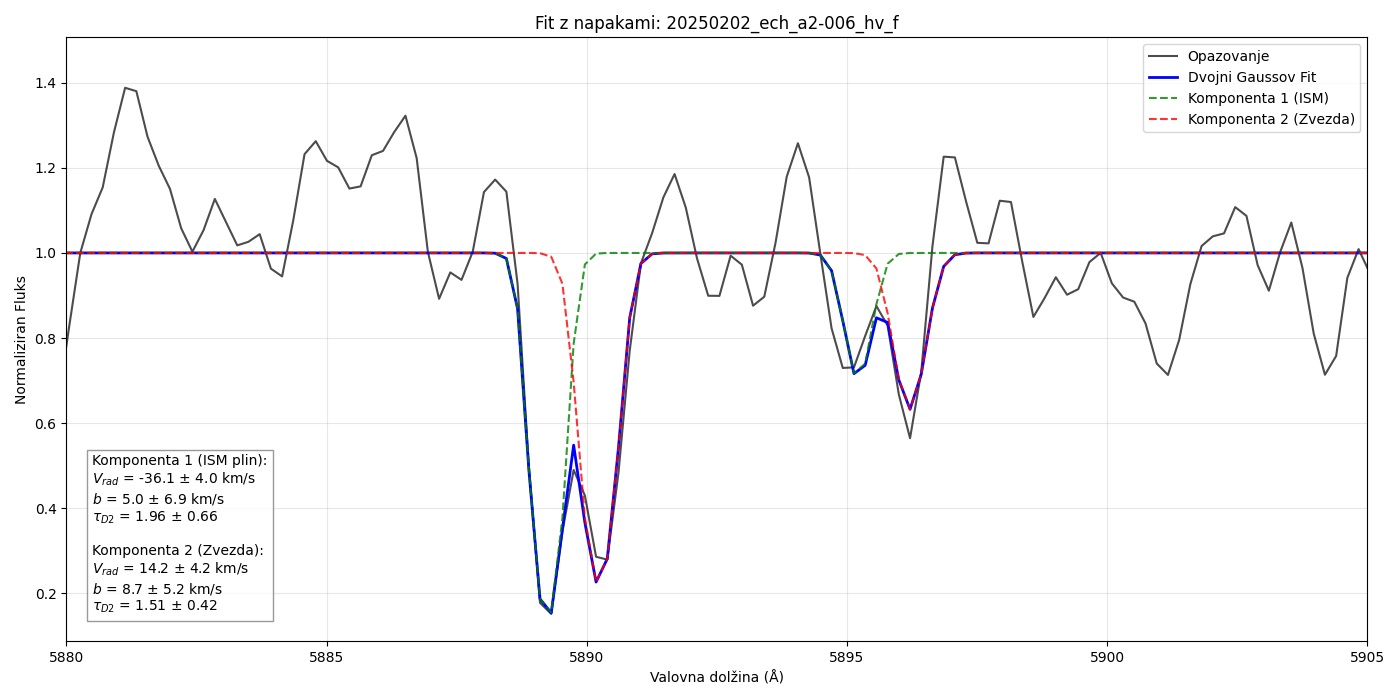 Fit z napakami: 20250202_ech_a2-006_hv_f
Normaliziran Fluks
1.4
1.2
1.0
0.8
0.6
0.4
0.2
Opazovanje
Dvojni Gaussov Fit
Komponenta 1 (ISM)
Komponenta 2 (Zvezda)
Komponenta 1 (ISM plin):
V_rad = -36.1 ± 4.0 km/s
b = 5.0 ± 6.9 km/s
τ_D2 = 1.96 ± 0.66
Komponenta 2 (Zvezda):
V_rad = 14.2 ± 4.2 km/s
b = 8.7 ± 5.2 km/s
τ_D2 = 1.51 ± 0.42
5880 5885 5890 5895 5900 5905
Valovna dolžina (Å)